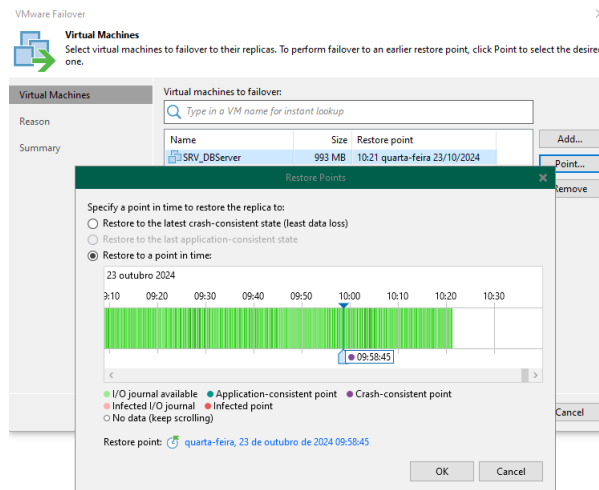 VMware Failover
Virtual Machines
Select virtual machines to failover to their replicas. To perform failover to an earlier restore point, click Point to select the desired
one.
Virtual Machines
Reason
Summary
Virtual machines to failover:
Type in a VM name for instant lookup
Name Size Restore point
SRV_DBServer 993 MB 10:21 quarta-feira 23/10/2024
Add...
Point...
Remove
Restore Points
Specify a point in time to restore the replica to:
Restore to the latest crash-consistent state (least data loss)
Restore to the last application-consistent state
Restore to a point in time:
23 outubro 2024
9:10 09:20 09:30 09:40 09:50 10:00 10:10 10:20 10:30
09:58:45
I/O journal available Application-consistent point Crash-consistent point
Infected I/O journal Infected point
No data (keep scrolling)
Cancel
Restore point: quarta-feira, 23 de outubro de 2024 09:58:45
OK Cancel